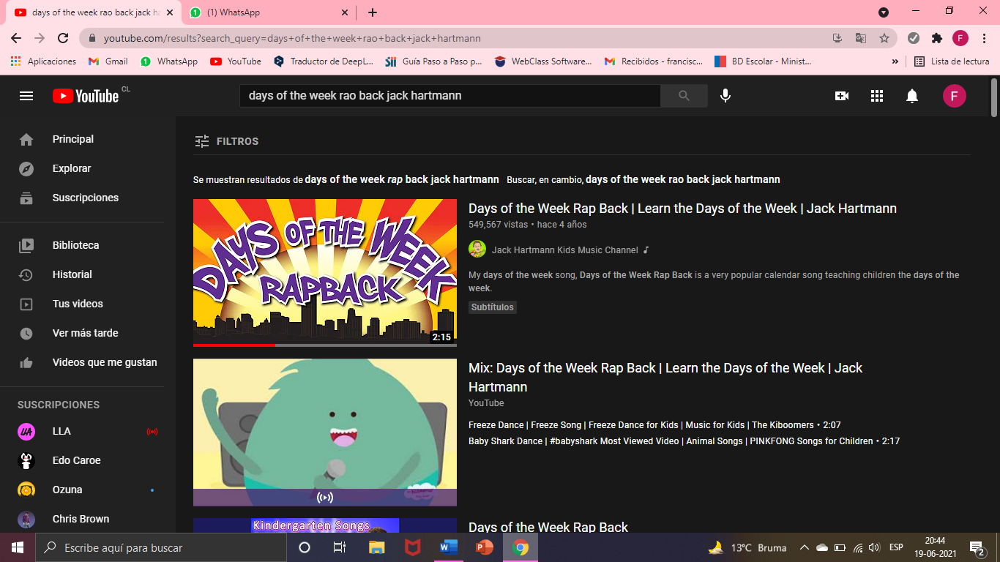 days of the week rao back jack h
(1) WhatsApp
youtube.com/results?search_query=days+of+the+week+rao+back+jack+hartmann
F
Aplicaciones
Gmail
WhatsApp
YouTube
Traductor de DeepL...
Guía Paso a Paso p...
WebClass Software...
Recibidos - francisc...
BD Escolar - Minist...
»
Lista de lectura
YouTube CL
days of the week rao back jack hartmann
F
Principal
Explorar
Suscripciones
Biblioteca
Historial
Tus videos
Ver más tarde
Videos que me gustan
SUSCRIPCIONES
LLA
Edo Caroe
Ozuna
Chris Brown
FILTROS
Se muestran resultados de days of the week rap back jack hartmann Buscar, en cambio, days of the week rao back jack hartmann
DAYS OF THE WEEK
RAPBACK
2:15
Days of the Week Rap Back | Learn the Days of the Week | Jack Hartmann
549,567 vistas • hace 4 años
Jack Hartmann Kids Music Channel
My days of the week song, Days of the Week Rap Back is a very popular calendar song teaching children the days of the
week.
Subtítulos
Mix: Days of the Week Rap Back | Learn the Days of the Week | Jack
Hartmann
YouTube
Freeze Dance | Freeze Song | Freeze Dance for Kids | Music for Kids | The Kiboomers • 2:07
Baby Shark Dance | #babyshark Most Viewed Video | Animal Songs | PINKFONG Songs for Children • 2:17
Kindergarten Songs
Days of the Week Rap Back
Escribe aquí para buscar
13°C Bruma
ESP
20:44
19-06-2021
2